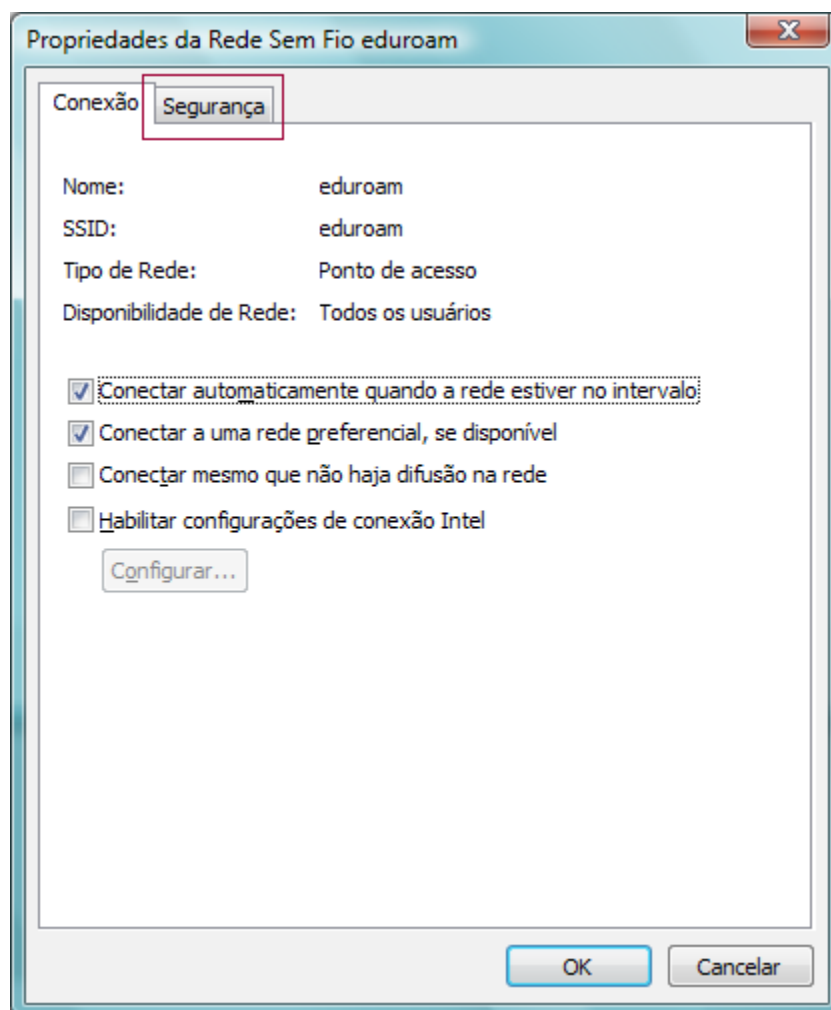 Propriedades da Rede Sem Fio eduroam
Conexão Segurança
Nome: eduroam
SSID: eduroam
Tipo de Rede: Ponto de acesso
Disponibilidade de Rede: Todos os usuários
Conectar automaticamente quando a rede estiver no intervalo
Conectar a uma rede preferencial, se disponível
Conectar mesmo que não haja difusão na rede
Habilitar configurações de conexão Intel
Configurar...
OK Cancelar